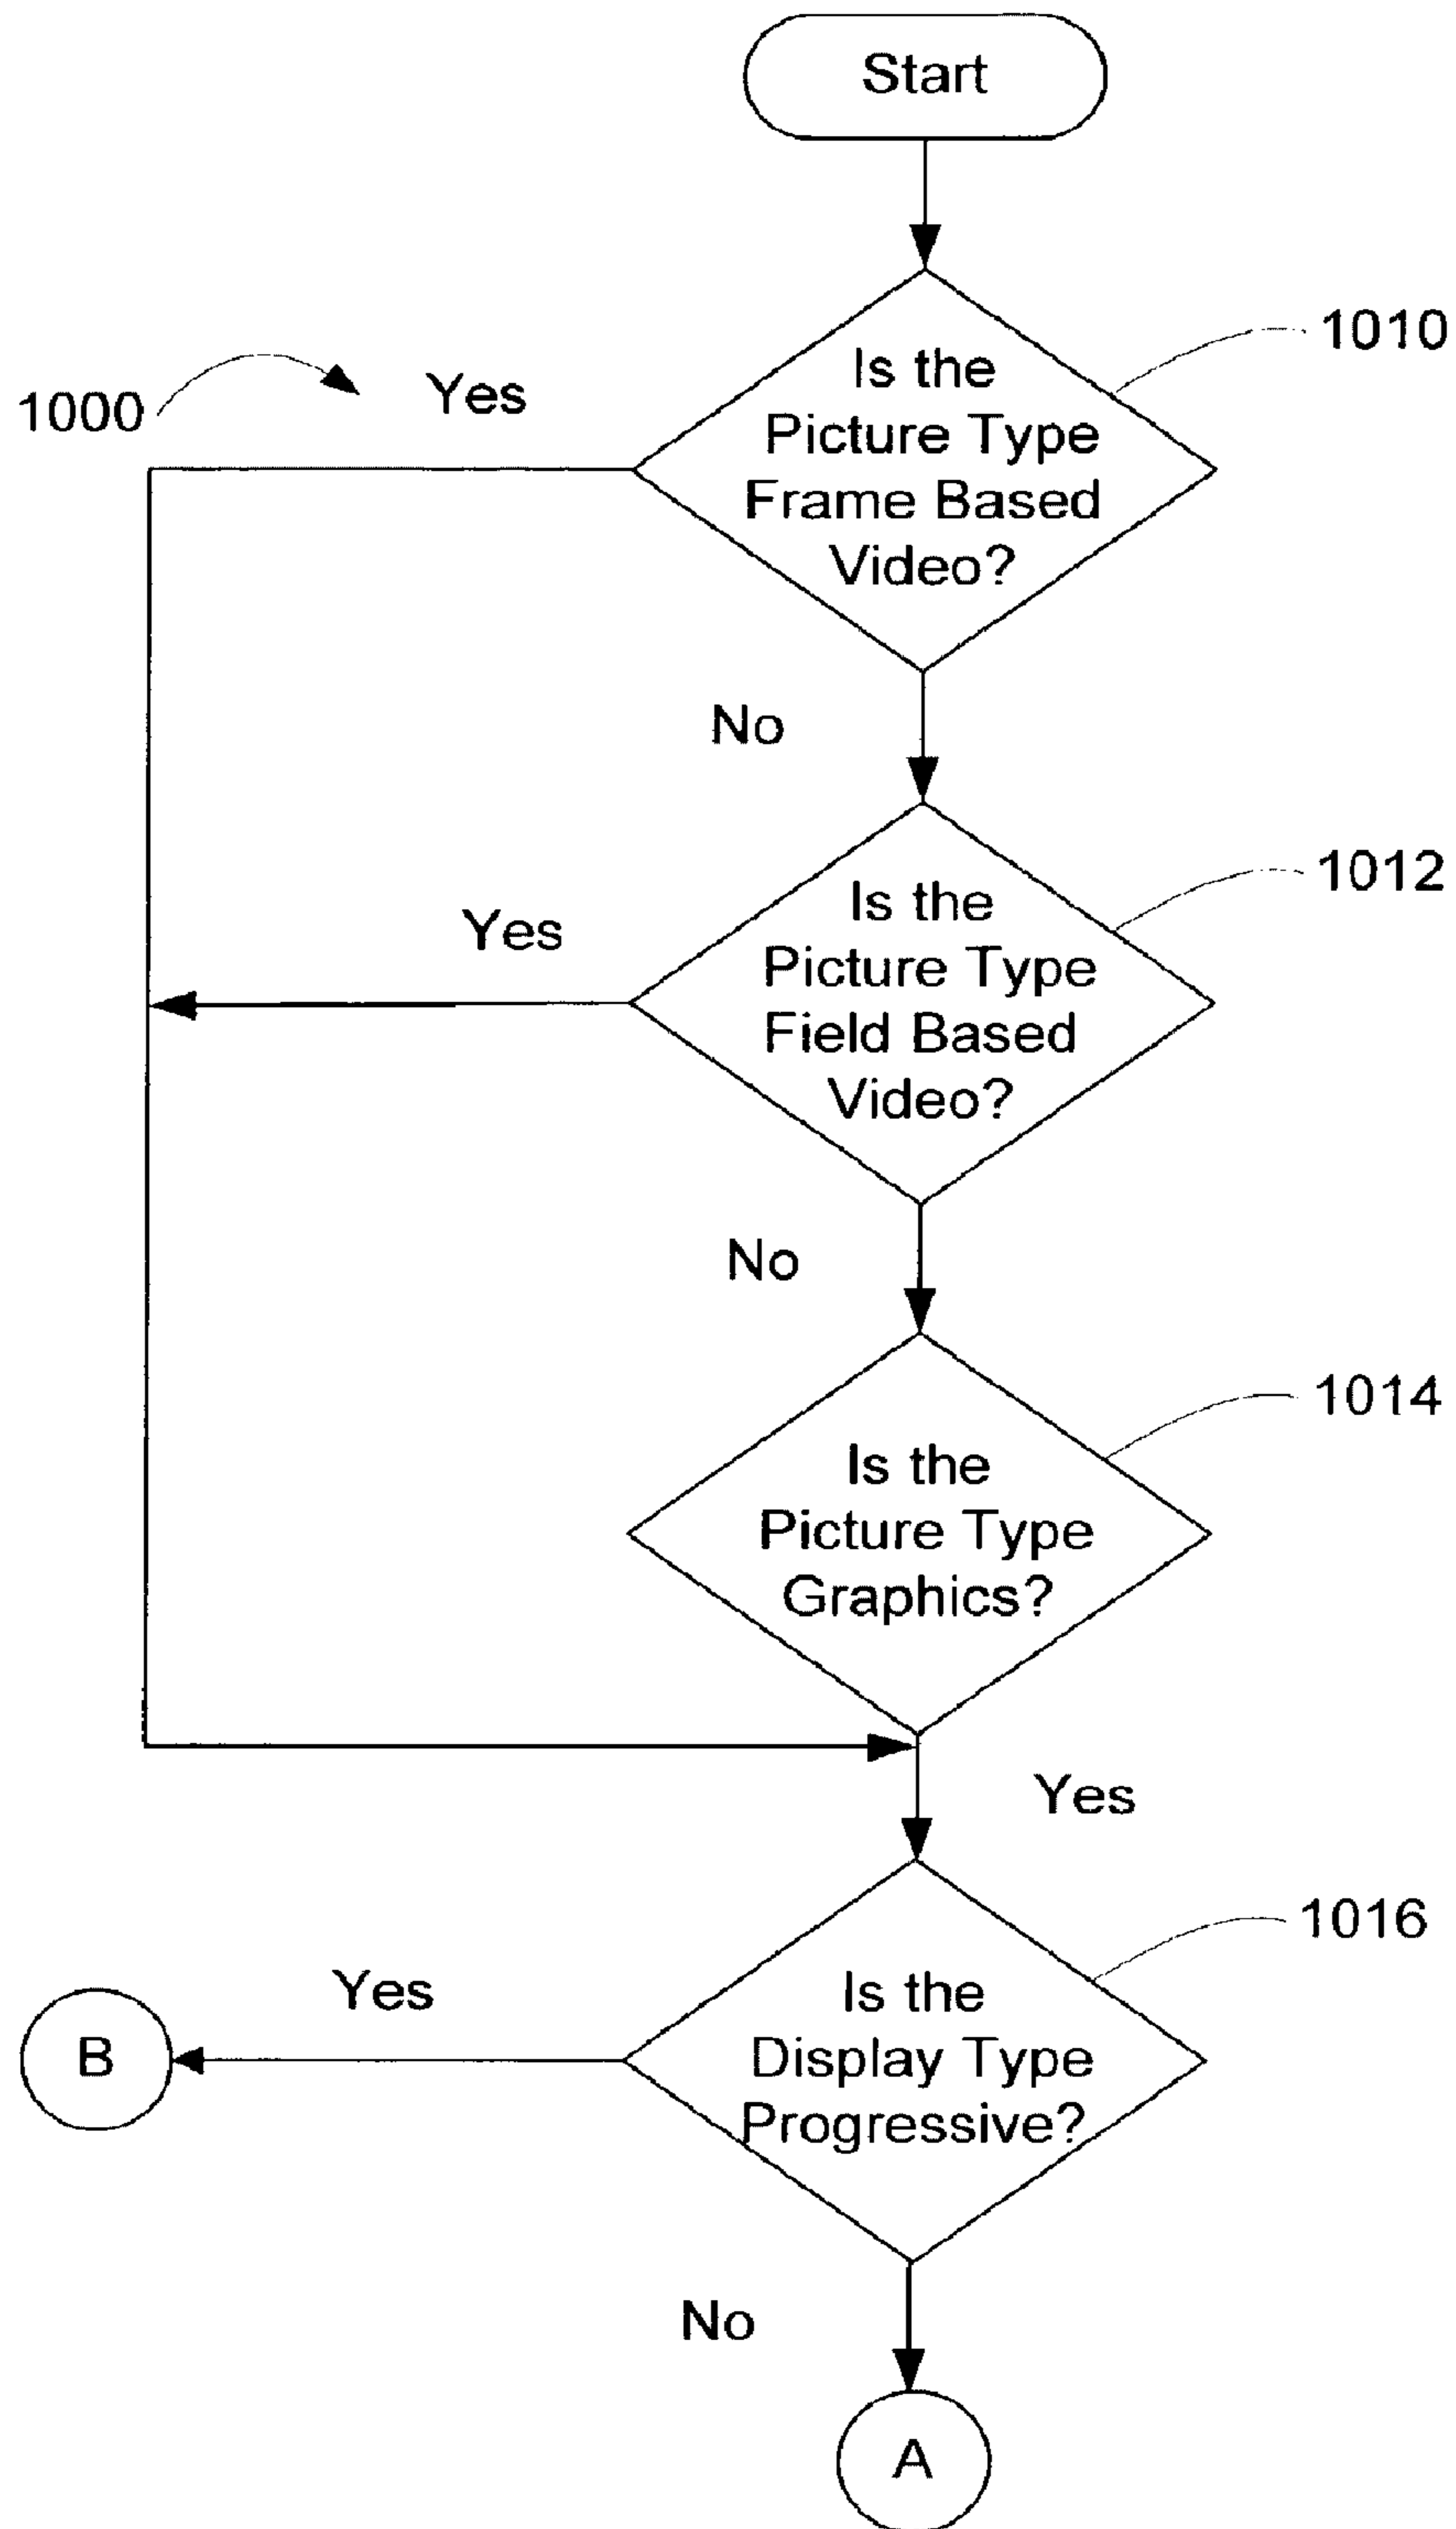 Start
Is the
Picture Type
Frame Based
Video?
1010
1000
Yes
No
Is the
Picture Type
Field Based
Video?
1012
Yes
No
Is the
Picture Type
Graphics?
1014
Yes
Is the
Display Type
Progressive?
1016
Yes
B
No
A